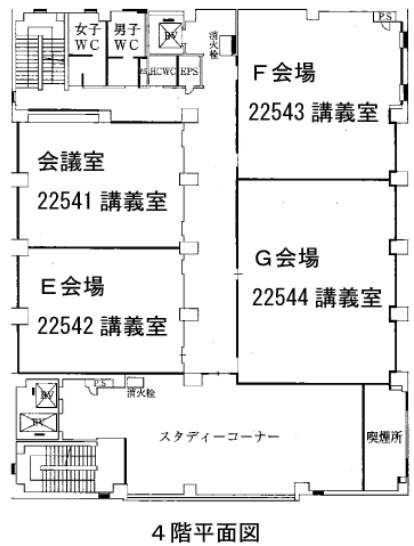 女子
WC
男子
WC
EV
消火栓
PS
HCWC
EPS
F会場
22543 講義室
会議室
22541 講義室
G会場
22544 講義室
E会場
22542 講義室
PS
消火栓
EV
EV
スタディーコーナー
喫煙所
4階平面図